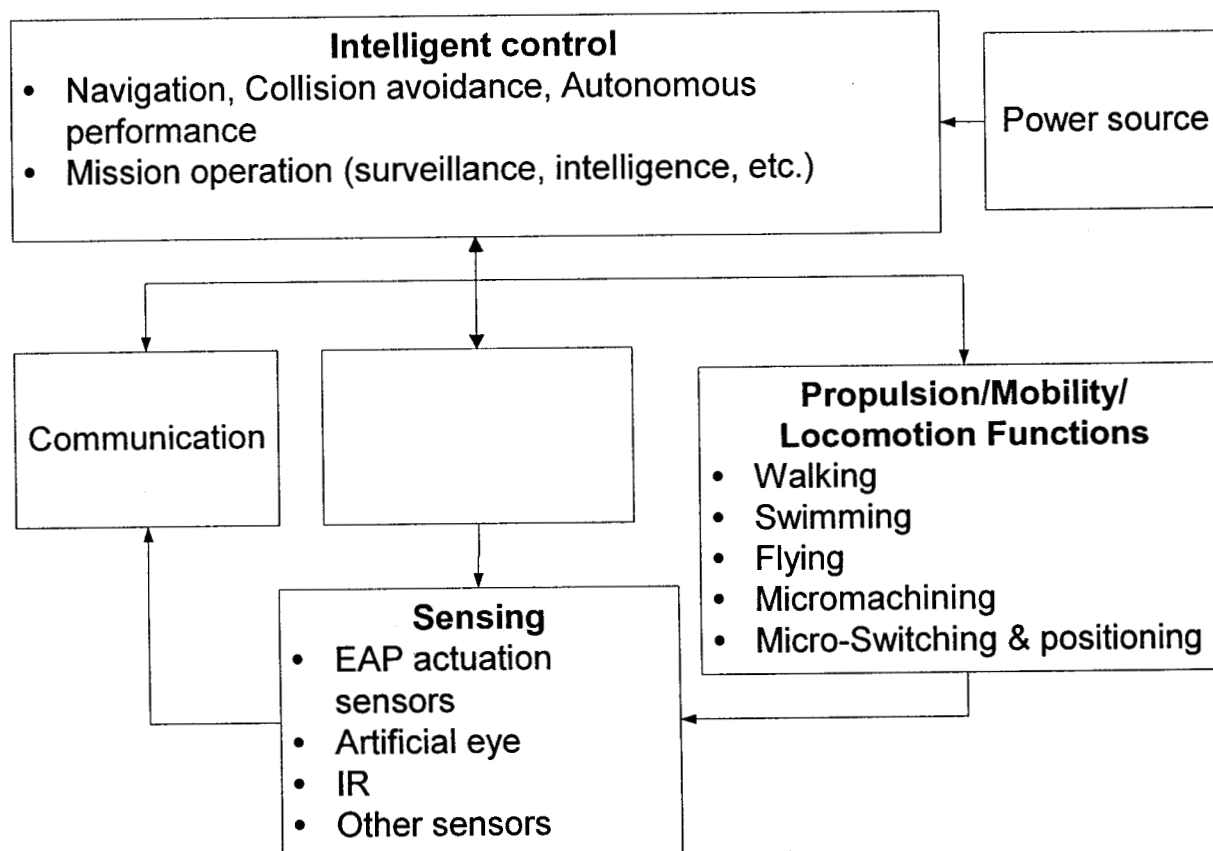 Intelligent control
• Navigation, Collision avoidance, Autonomous
performance
• Mission operation (surveillance, intelligence, etc.)
Power source
Communication
Propulsion/Mobility/
Locomotion Functions
• Walking
• Swimming
• Flying
• Micromachining
• Micro-Switching & positioning
Sensing
• EAP actuation
sensors
• Artificial eye
• IR
• Other sensors